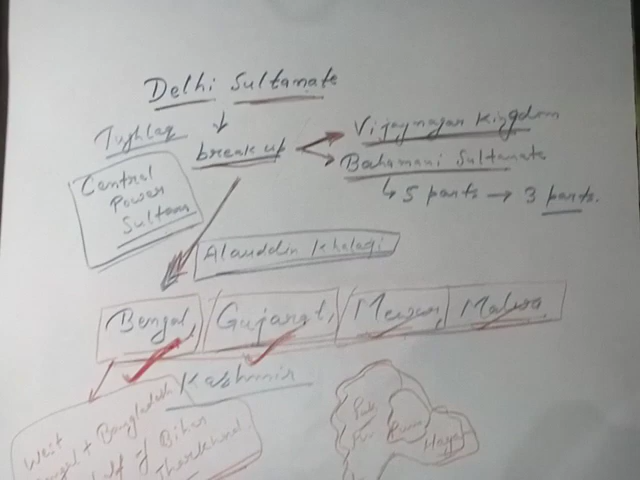 Delhi Sultanate
Tughlaq
break up
Vijaynagar Kingdom
Bahamani Sultanate
↳ 5 parts → 3 parts.
Central
Power
Sultans
Alauddin Khalagi
Bengal, Gujarat, Mewar, Malwa
Kashmir
West
Bengal + Bangladesh
half of Bihar
Jharkhand